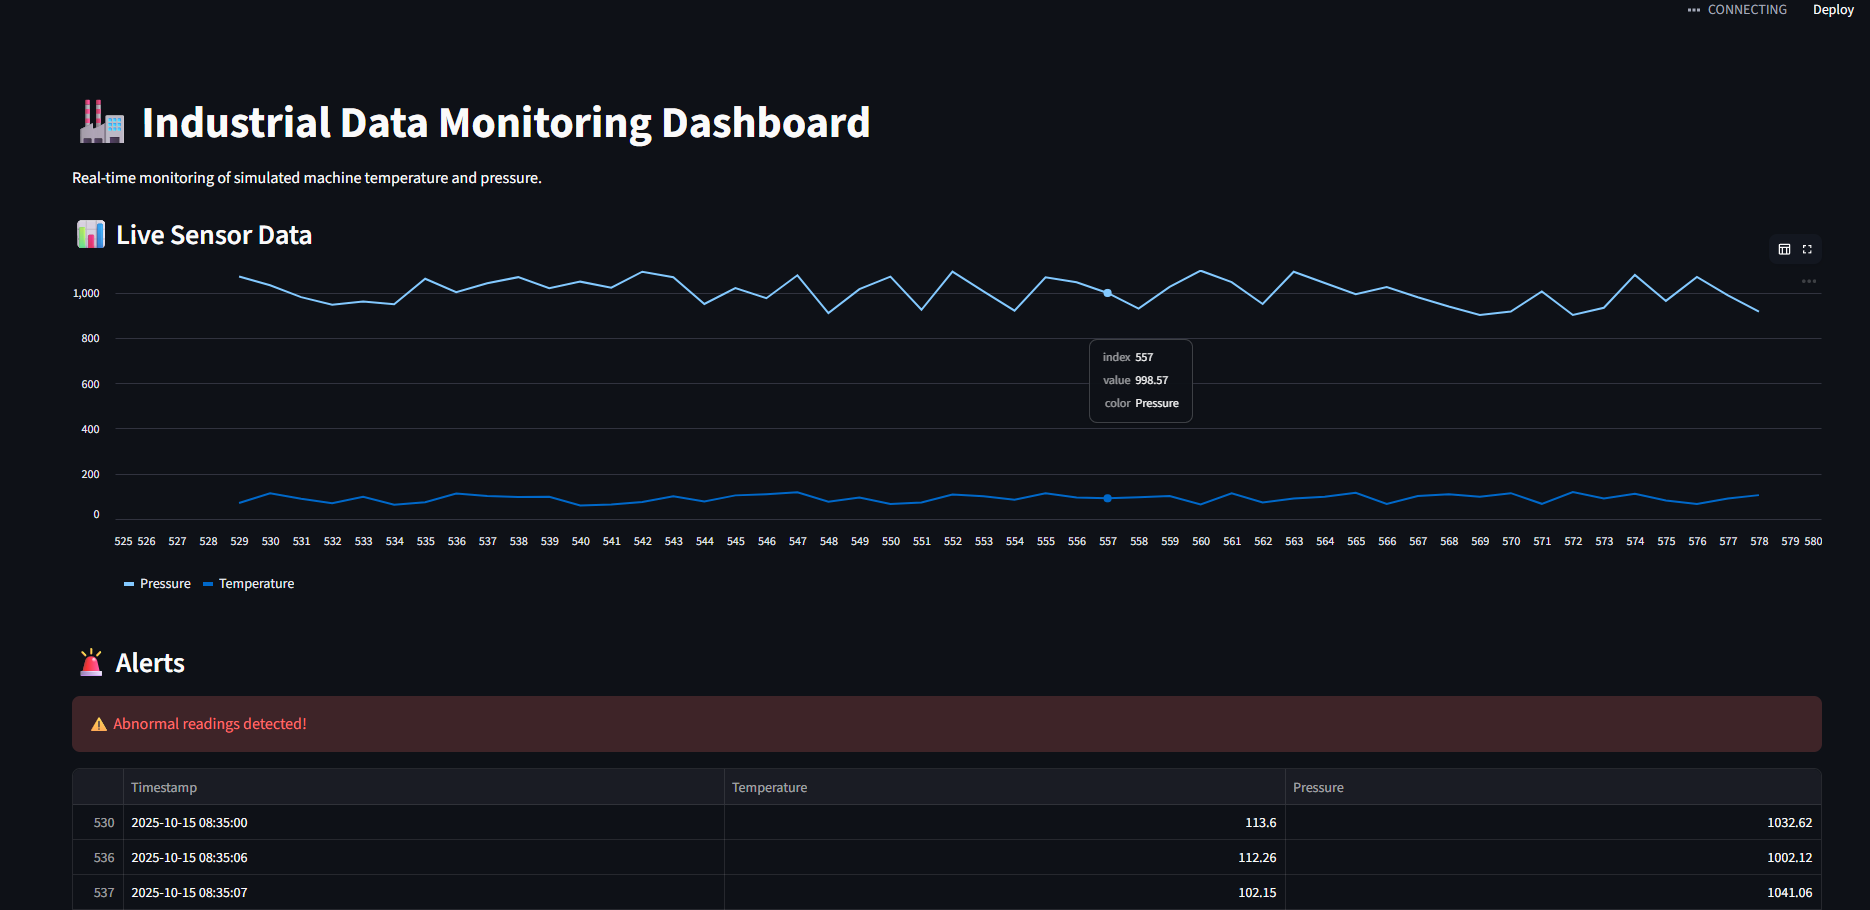 CONNECTING Deploy
Industrial Data Monitoring Dashboard
Real-time monitoring of simulated machine temperature and pressure.
Live Sensor Data
1,000
800
600
400
200
0
index 557
value 998.57
color Pressure
525 526 527 528 529 530 531 532 533 534 535 536 537 538 539 540 541 542 543 544 545 546 547 548 549 550 551 552 553 554 555 556 557 558 559 560 561 562 563 564 565 566 567 568 569 570 571 572 573 574 575 576 577 578 579 580
Pressure Temperature
Alerts
Abnormal readings detected!
Timestamp Temperature Pressure
530 2025-10-15 08:35:00 113.6 1032.62
536 2025-10-15 08:35:06 112.26 1002.12
537 2025-10-15 08:35:07 102.15 1041.06